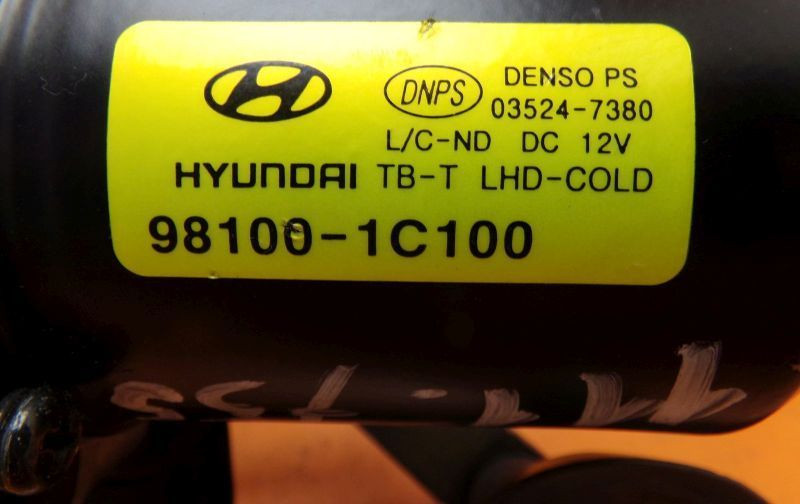 DNPS DENSO PS
03524-7380
L/C-ND DC 12V
HYUNDAI TB-T LHD-COLD
98100-1C100